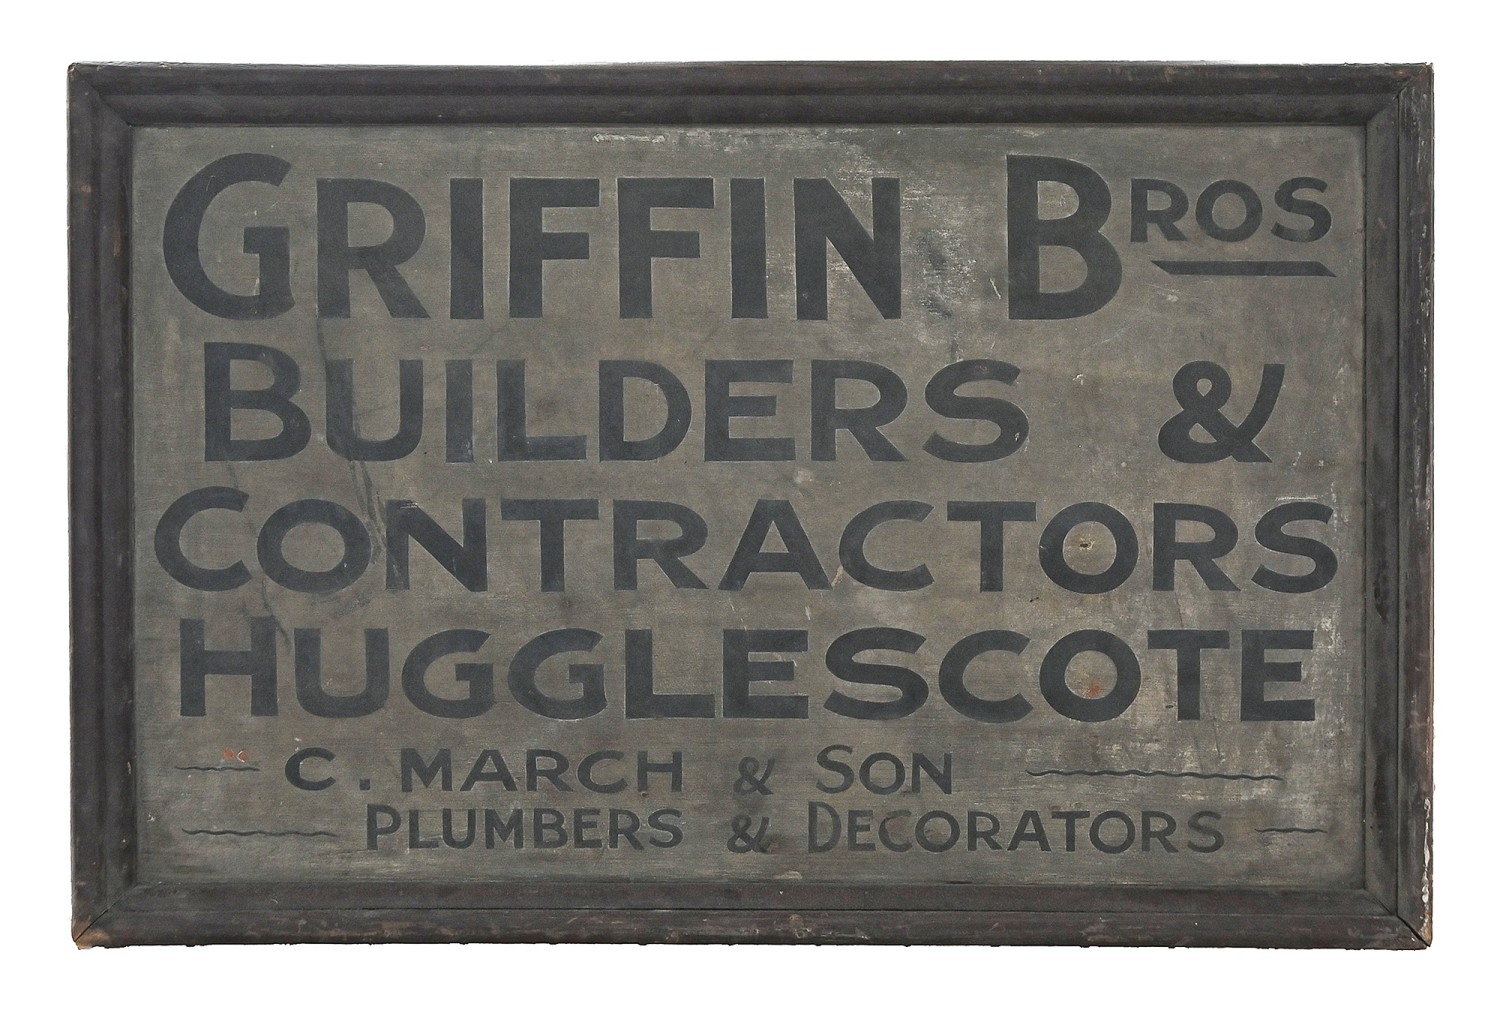 GRIFFIN BROS
BUILDERS &
CONTRACTORS
HUGGLESCOTE
C. MARCH & SON
PLUMBERS & DECORATORS